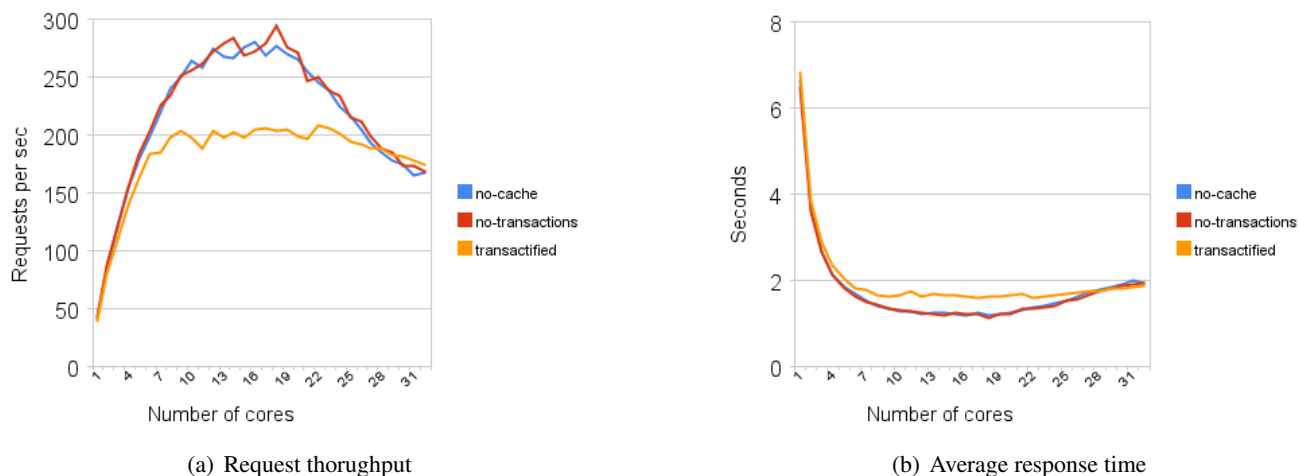 300
250
200
150
100
50
0
Requests per sec
1 4 7 10 13 16 19 22 25 28 31
Number of cores
no-cache
no-transactions
transactified
(a) Request thorughput
8
6
4
2
0
Seconds
1 4 7 10 13 16 19 22 25 28 31
Number of cores
no-cache
no-transactions
transactified
(b) Average response time